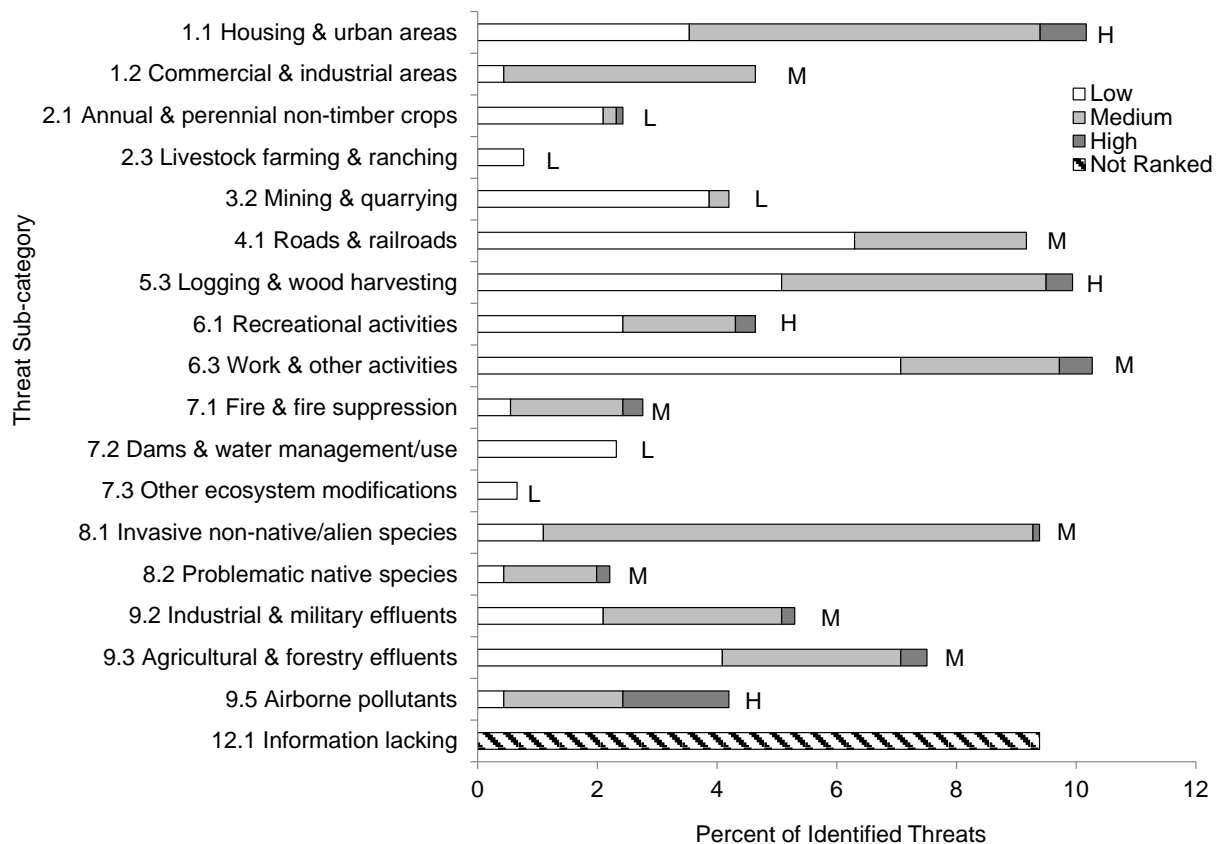 1.1 Housing & urban areas H
1.2 Commercial & industrial areas M
2.1 Annual & perennial non-timber crops L
2.3 Livestock farming & ranching L
3.2 Mining & quarrying L
4.1 Roads & railroads M
5.3 Logging & wood harvesting H
6.1 Recreational activities H
6.3 Work & other activities M
7.1 Fire & fire suppression M
7.2 Dams & water management/use L
7.3 Other ecosystem modifications L
8.1 Invasive non-native/alien species M
8.2 Problematic native species M
9.2 Industrial & military effluents M
9.3 Agricultural & forestry effluents M
9.5 Airborne pollutants H
12.1 Information lacking
Low
Medium
High
Not Ranked
Threat Sub-category
0 2 4 6 8 10 12
Percent of Identified Threats